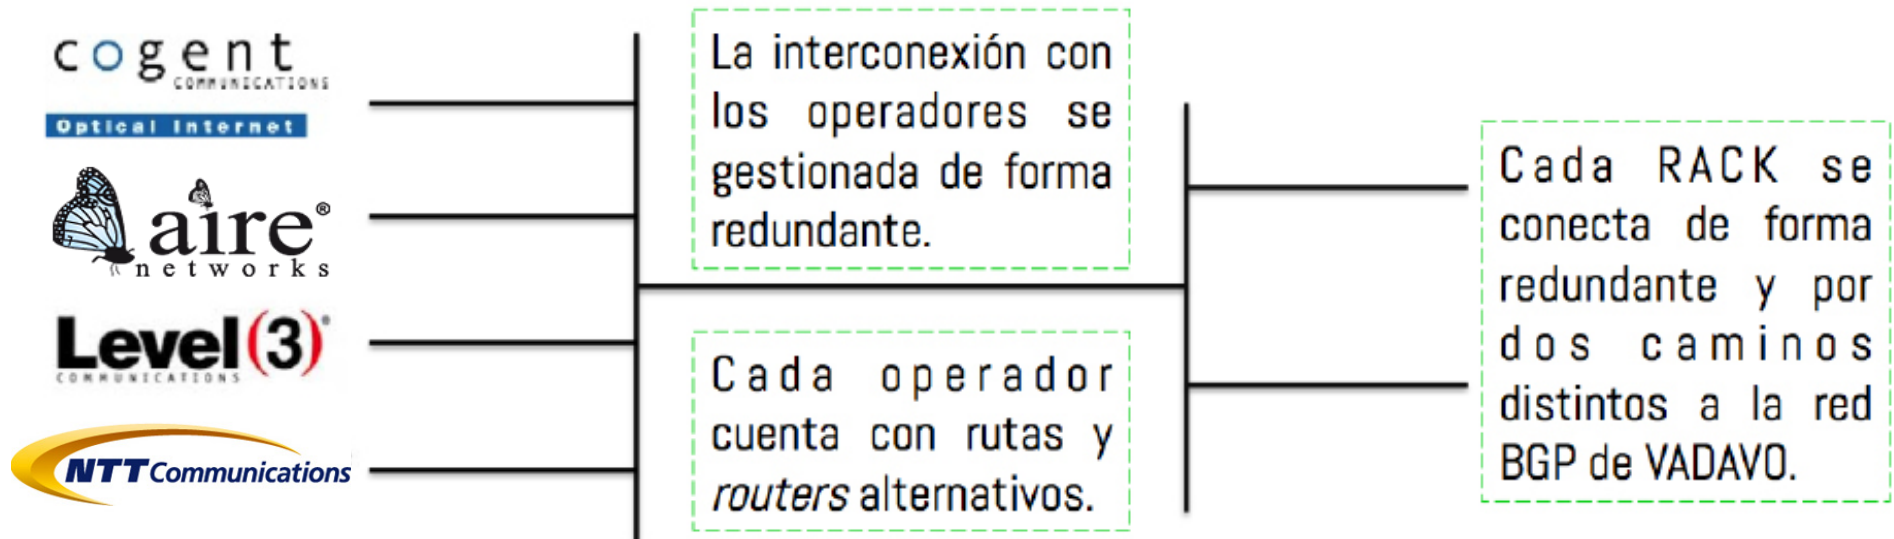 cogent
COMMUNICATIONS
Optical Internet
aire®
networks
Level(3)®
COMMUNICATIONS
NTT Communications
La interconexión con
los operadores se
gestionada de forma
redundante.
Cada operador
cuenta con rutas y
routers alternativos.
Cada RACK se
conecta de forma
redundante y por
dos caminos
distintos a la red
BGP de VADAVO.